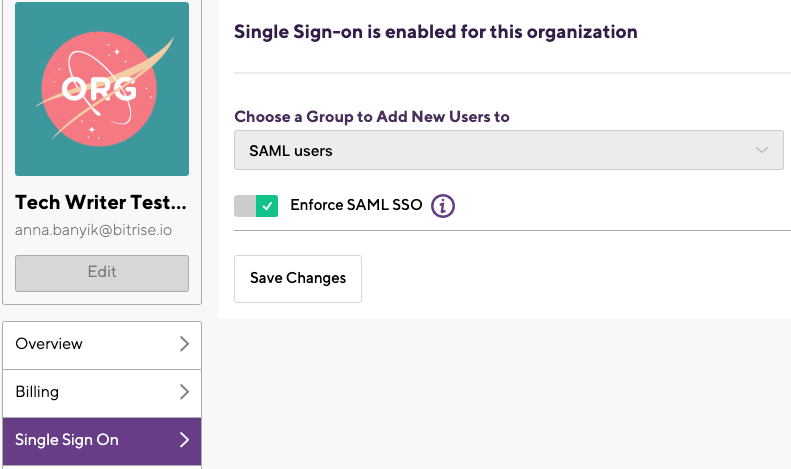 ORG
Tech Writer Test...
anna.banyik@bitrise.io
Edit
Overview
Billing
Single Sign On
Single Sign-on is enabled for this organization
Choose a Group to Add New Users to
SAML users
Enforce SAML SSO
i
Save Changes